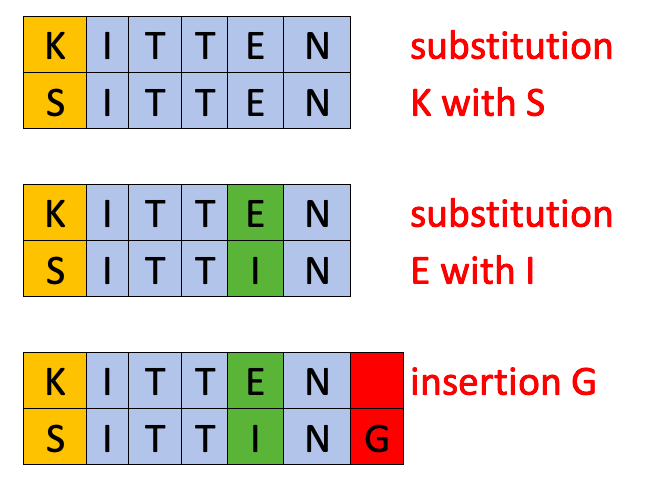 K I T T E N substitution
S I T T E N K with S
K I T T E N substitution
S I T T I N E with I
K I T T E N insertion G
S I T T I N G